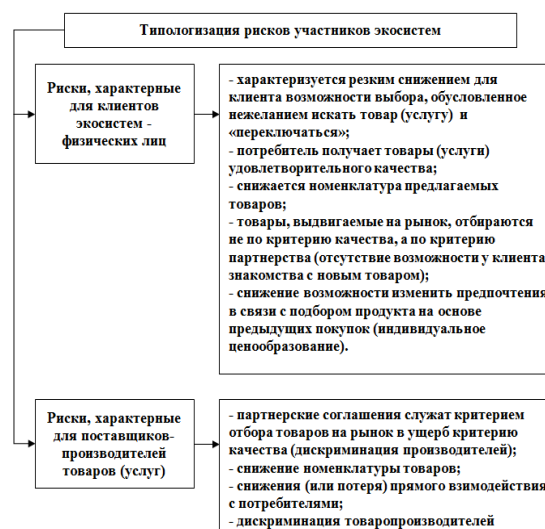 Типологизация рисков участников экосистем
Риски, характерные
для клиентов
экосистем -
физических лиц
- характеризуется резким снижением для
клиента возможности выбора, обусловленное
нежеланием искать товар (услугу) и
«переключаться»;
- потребитель получает товары (услуги)
удовлетворительного качества;
- снижается номенклатура предлагаемых
товаров;
- товары, выдвигаемые на рынок, отбираются
не по критерию качества, а по критерию
партнерства (отсутствие возможности у клиента
знакомства с новым товаром);
- снижение возможности изменить предпочтения
в связи с подбором продукта на основе
предыдущих покупок (индивидуальное
ценообразование).
Риски, характерные
для поставщиков-
производителей
товаров (услуг)
- партнерские соглашения служат критерием
отбора товаров на рынок в ущерб критерию
качества (дискриминация производителей);
- снижение номенклатуры товаров;
- снижения (или потеря) прямого взимодействия
с потребителями;
- дискриминация товаропроизводителей